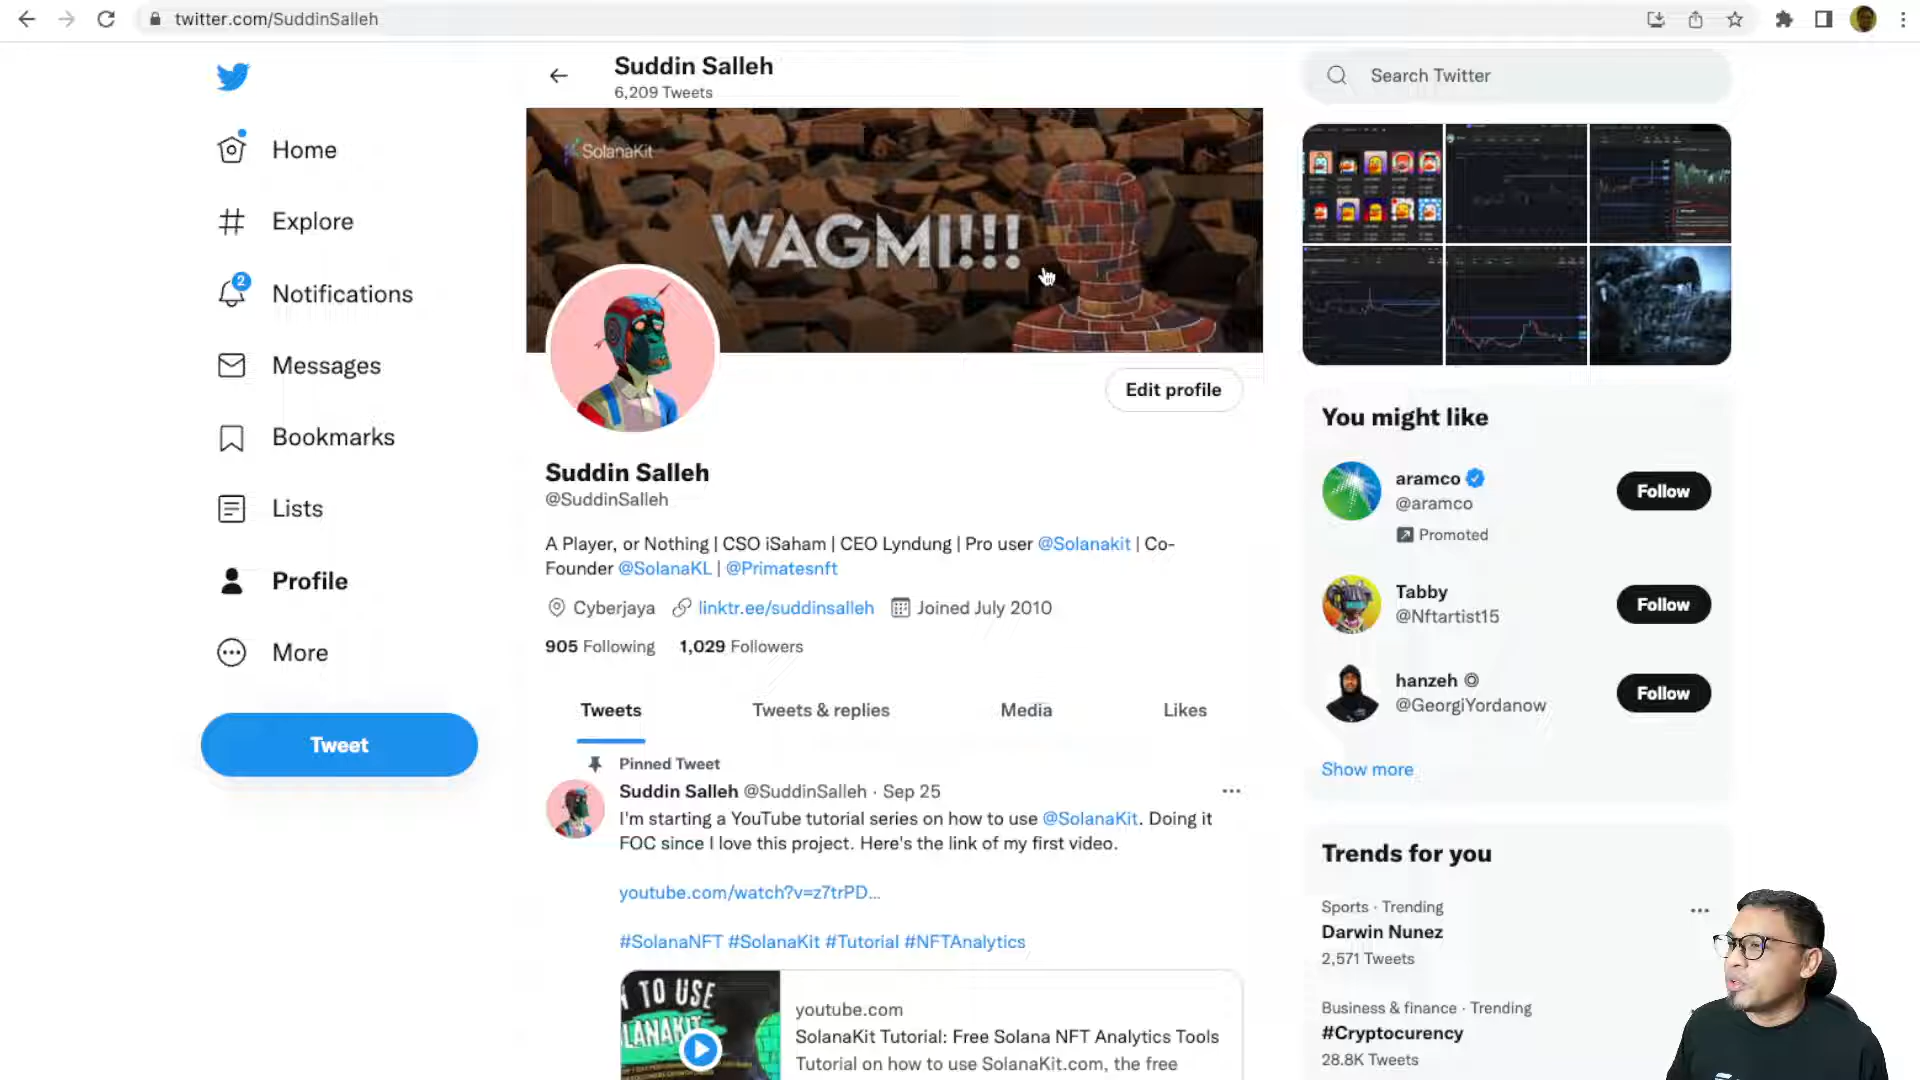 twitter.com/SuddinSalleh
Suddin Salleh
6,209 Tweets
Search Twitter
Home
Explore
2
Notifications
Messages
Bookmarks
Lists
Profile
More
Tweet
SolanaKit
WAGMI!!!
Edit profile
Suddin Salleh
@SuddinSalleh
A Player, or Nothing | CSO iSaham | CEO Lyndung | Pro user @Solanakit | Co-
Founder @SolanaKL | @Primatesnft
Cyberjaya linktr.ee/suddinsalleh Joined July 2010
905 Following 1,029 Followers
Tweets Tweets & replies Media Likes
Pinned Tweet
Suddin Salleh @SuddinSalleh · Sep 25
I'm starting a YouTube tutorial series on how to use @SolanaKit. Doing it
FOC since I love this project. Here's the link of my first video.
youtube.com/watch?v=z7trPD...
#SolanaNFT #SolanaKit #Tutorial #NFTAnalytics
TO USE
youtube.com
SolanaKit Tutorial: Free Solana NFT Analytics Tools
Tutorial on how to use SolanaKit.com, the free
You might like
aramco
@aramco
Promoted
Follow
Tabby
@Nftartist15
Follow
hanzeh
@GeorgiYordanow
Follow
Show more
Trends for you
Sports · Trending
Darwin Nunez
2,571 Tweets
Business & finance · Trending
#Cryptocurency
28.8K Tweets